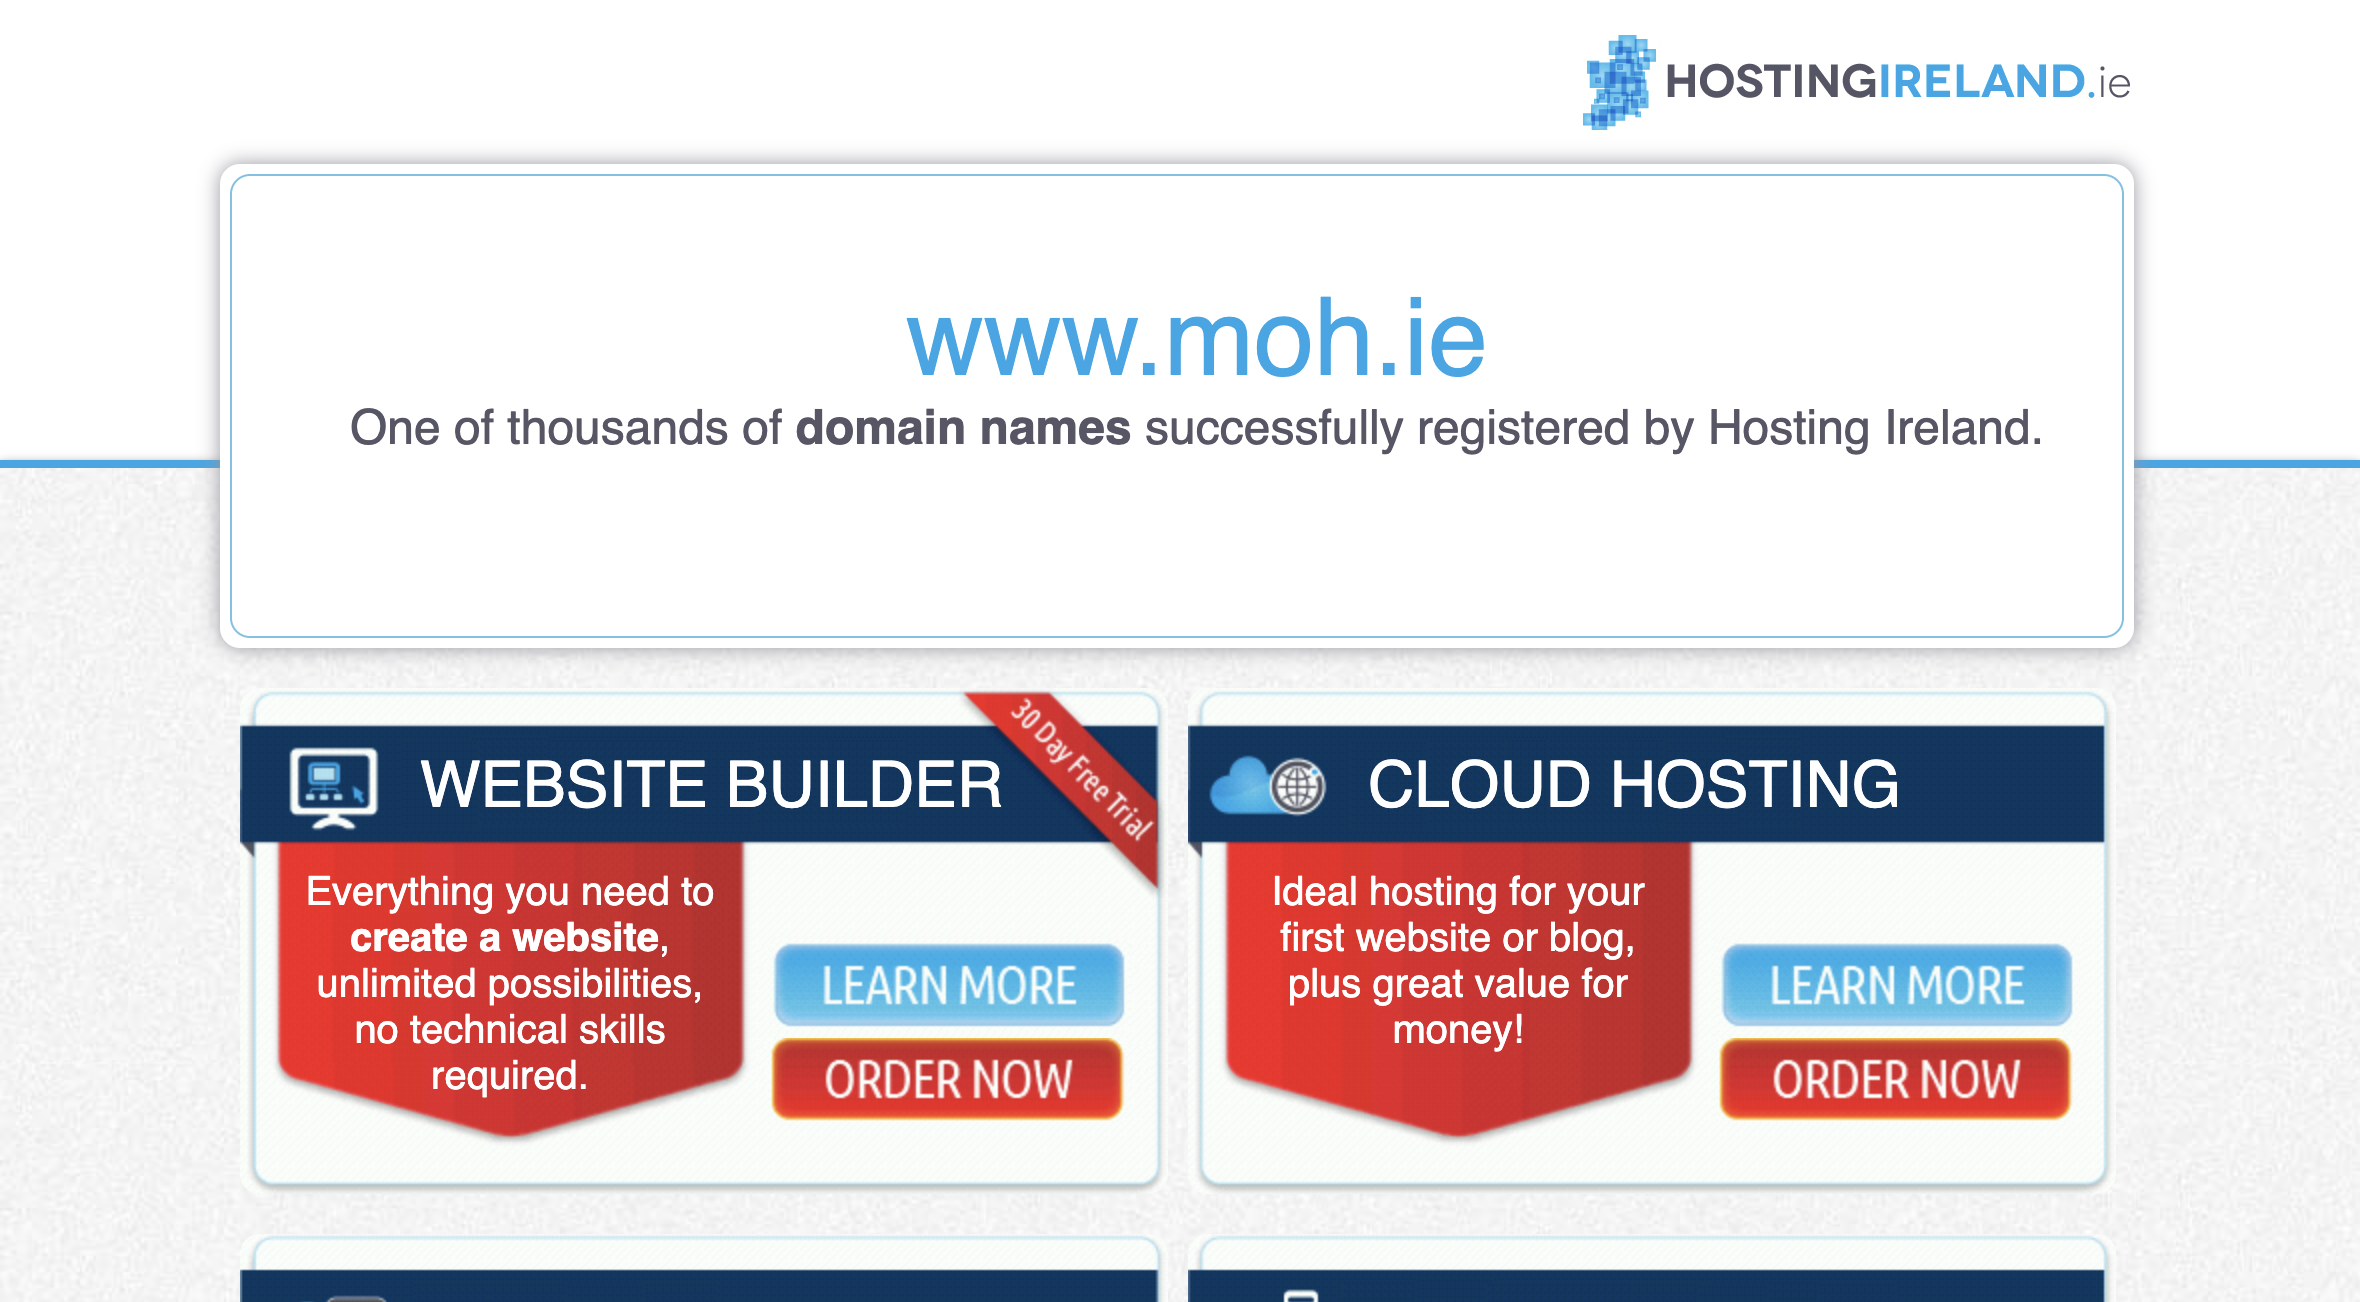 HOSTINGIRELAND.ie
www.moh.ie
One of thousands of domain names successfully registered by Hosting Ireland.
WEBSITE BUILDER
30 Day Free Trial
Everything you need to
create a website,
unlimited possibilities,
no technical skills
required.
LEARN MORE
ORDER NOW
CLOUD HOSTING
Ideal hosting for your
first website or blog,
plus great value for
money!
LEARN MORE
ORDER NOW